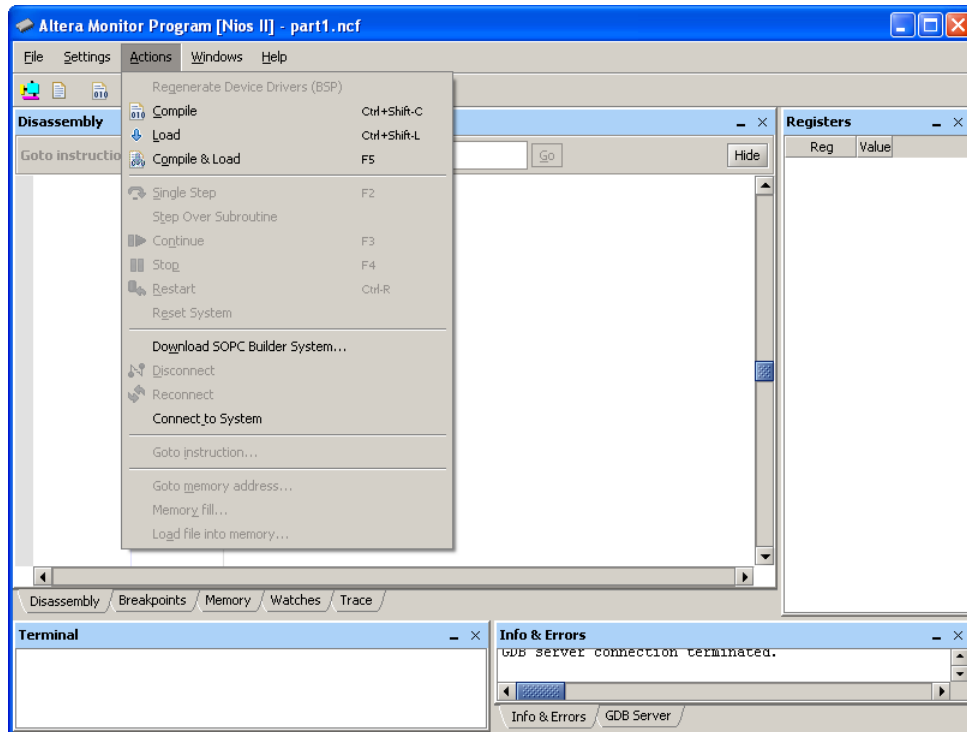 Altera Monitor Program [Nios II] - part1.ncf
File Settings Actions Windows Help
Regenerate Device Drivers (BSP)
Compile Ctrl+Shift-C
Load Ctrl+Shift-L
Compile & Load F5
Single Step F2
Step Over Subroutine
Continue F3
Stop F4
Restart Ctrl-R
Reset System
Download SOPC Builder System...
Disconnect
Reconnect
Connect to System
Goto instruction...
Goto memory address...
Memory fill...
Load file into memory...
Disassembly
Goto instructio
Go Hide
Registers
Reg Value
Disassembly Breakpoints Memory Watches Trace
Terminal
Info & Errors
GDB server connection terminated.
Info & Errors GDB Server